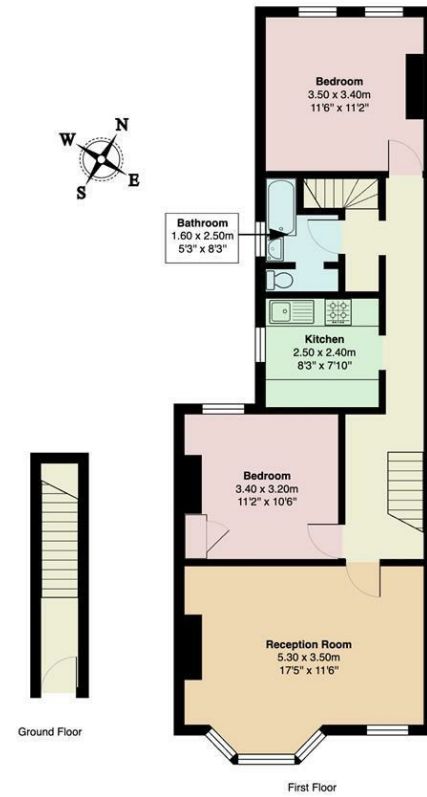 Bedroom
3.50 x 3.40m
11'6" x 11'2"
N
W
E
S
Bathroom
1.60 x 2.50m
5'3" x 8'3"
Kitchen
2.50 x 2.40m
8'3" x 7'10"
Bedroom
3.40 x 3.20m
11'2" x 10'6"
Reception Room
5.30 x 3.50m
17'5" x 11'6"
Ground Floor
First Floor